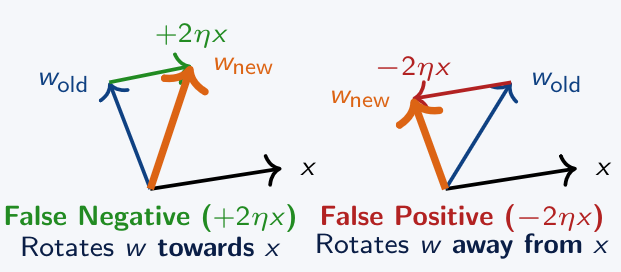 +2ηx
w_old
w_new
x
False Negative (+2ηx)
Rotates w towards x
−2ηx
w_old
w_new
x
False Positive (−2ηx)
Rotates w away from x